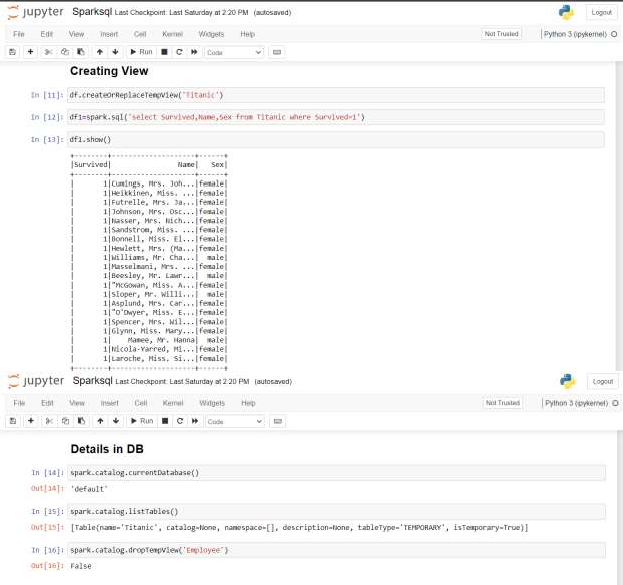 jupyter Sparksql Last Checkpoint: Last Saturday at 2:20 PM (autosaved) Logout
File Edit View Insert Cell Kernel Widgets Help Not Trusted Python 3 (ipykernel)
Run Code
Creating View
In [11]: df.createOrReplaceTempView('Titanic')
In [12]: df1=spark.sql('select Survived,Name,Sex from Titanic where Survived=1')
In [13]: df1.show()
+--------+--------------------+------+
|Survived| Name| Sex|
+--------+--------------------+------+
| 1|Cumings, Mrs. Joh...|female|
| 1|Heikkinen, Miss. ...|female|
| 1|Futrelle, Mrs. Ja...|female|
| 1|Johnson, Mrs. Osc...|female|
| 1|Nasser, Mrs. Nich...|female|
| 1|Sandstrom, Miss. ...|female|
| 1|Bonnell, Miss. El...|female|
| 1|Hewlett, Mrs. (Ma...|female|
| 1|Williams, Mr. Cha...| male|
| 1|Masselmani, Mrs. ...|female|
| 1|Beesley, Mr. Lawr...| male|
| 1|"McGowan, Miss. A...|female|
| 1|Sloper, Mr. Willi...| male|
| 1|Asplund, Mrs. Car...|female|
| 1|"O'Dwyer, Miss. E...|female|
| 1|Spencer, Mrs. Wil...|female|
| 1|Glynn, Miss. Mary...|female|
| 1| Mamee, Mr. Hanna| male|
| 1|Nicola-Yarred, Mi...|female|
| 1|Laroche, Miss. Si...|female|
+--------+--------------------+------+
jupyter Sparksql Last Checkpoint: Last Saturday at 2:20 PM (autosaved) Logout
File Edit View Insert Cell Kernel Widgets Help Not Trusted Python 3 (ipykernel)
Run Code
Details in DB
In [14]: spark.catalog.currentDatabase()
Out[14]: 'default'
In [15]: spark.catalog.listTables()
Out[15]: [Table(name='Titanic', catalog=None, namespace=[], description=None, tableType='TEMPORARY', isTemporary=True)]
In [16]: spark.catalog.dropTempView('Employee')
Out[16]: False